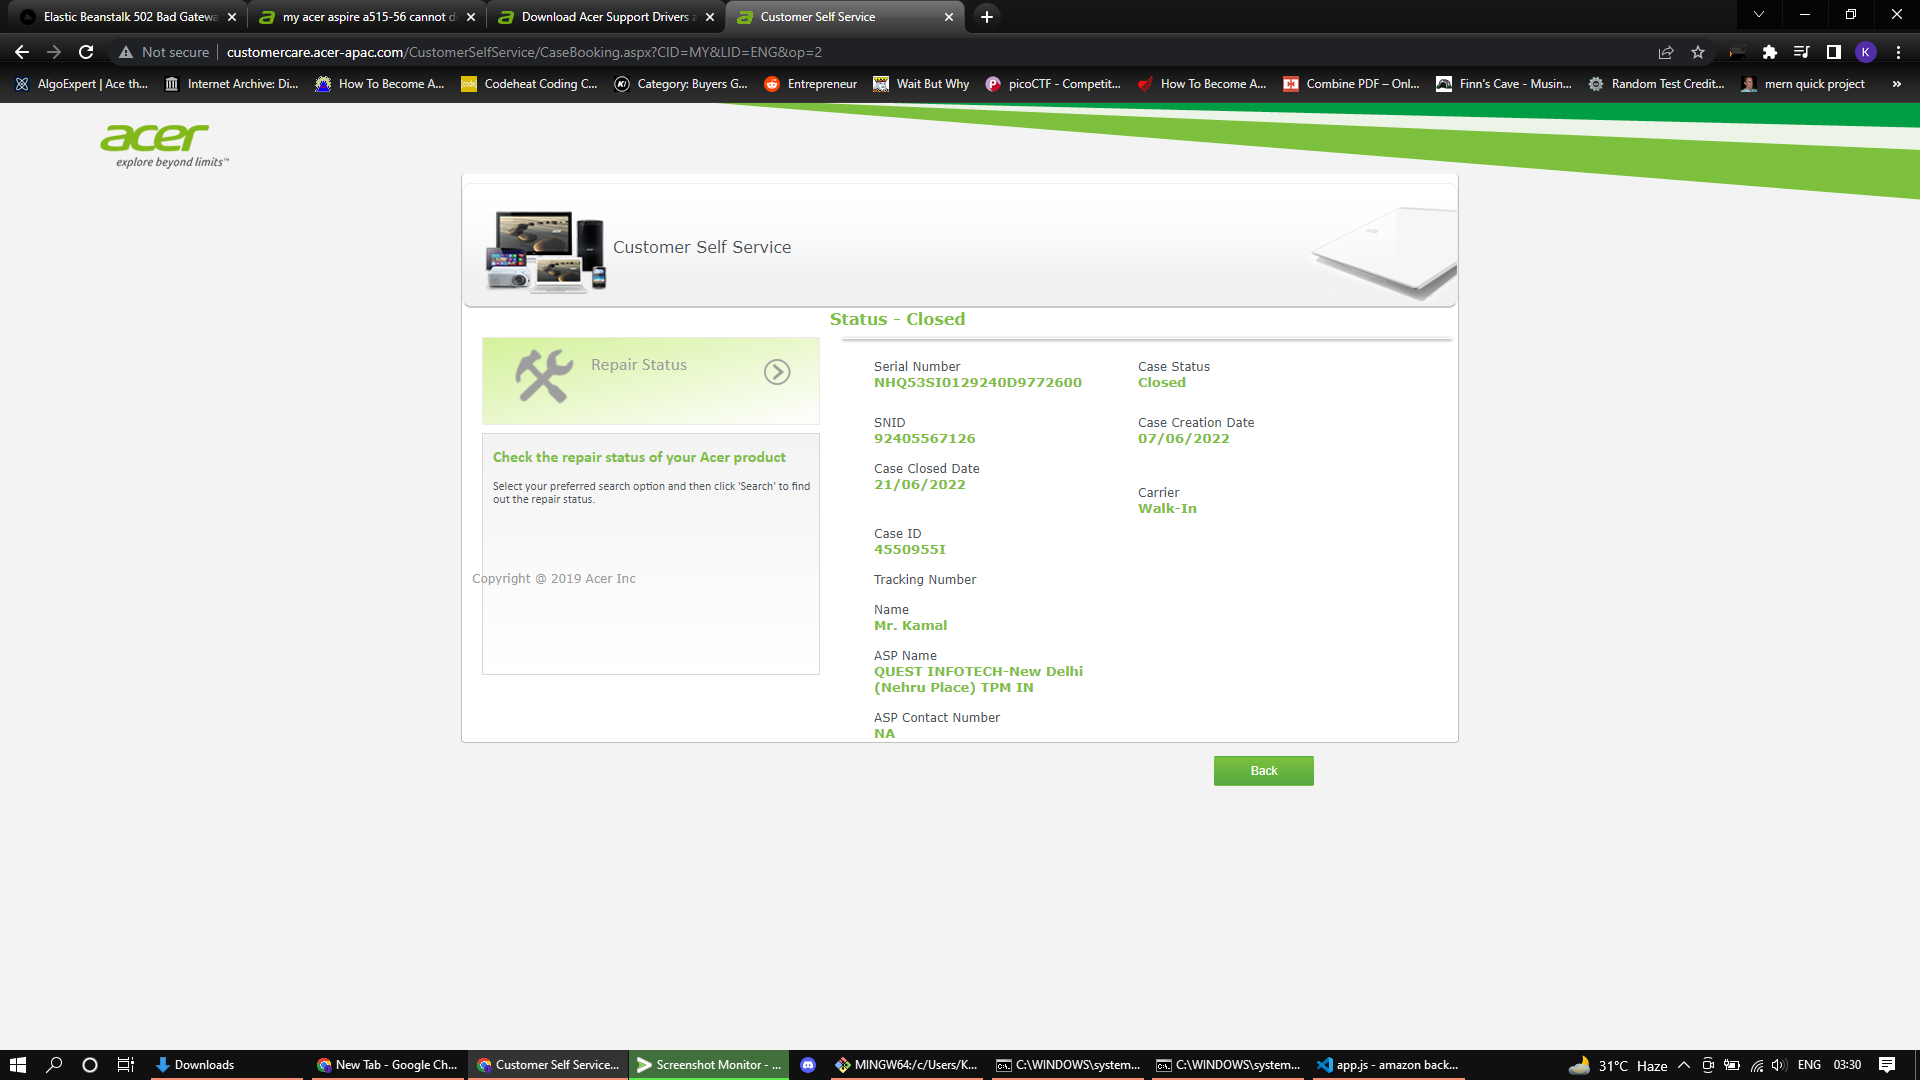 Elastic Beanstalk 502 Bad Gatewa
my acer aspire a515-56 cannot d
Download Acer Support Drivers a
Customer Self Service
Not secure
customercare.acer-apac.com/CustomerSelfService/CaseBooking.aspx?CID=MY&LID=ENG&op=2
K
AlgoExpert | Ace th...
Internet Archive: Di...
How To Become A...
Codeheat Coding C...
Category: Buyers G...
Entrepreneur
Wait But Why
picoCTF - Competit...
How To Become A...
Combine PDF – Onl...
Finn's Cave - Musin...
Random Test Credit...
mern quick project
»
acer
explore beyond limits™
Customer Self Service
Status - Closed
Repair Status
Check the repair status of your Acer product
Select your preferred search option and then click 'Search' to find
out the repair status.
Copyright @ 2019 Acer Inc
Serial Number
NHQ53SI0129240D9772600
Case Status
Closed
SNID
92405567126
Case Creation Date
07/06/2022
Case Closed Date
21/06/2022
Carrier
Walk-In
Case ID
4550955I
Tracking Number
Name
Mr. Kamal
ASP Name
QUEST INFOTECH-New Delhi
(Nehru Place) TPM IN
ASP Contact Number
NA
Back
Downloads
New Tab - Google Ch...
Customer Self Service...
Screenshot Monitor - ...
MINGW64:/c/Users/K...
C:\WINDOWS\system...
C:\WINDOWS\system...
app.js - amazon back...
31°C Haze
ENG
03:30